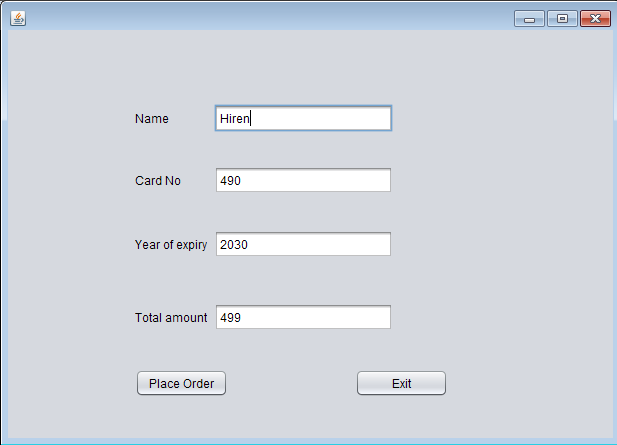 Name Hiren
Card No 490
Year of expiry 2030
Total amount 499
Place Order Exit